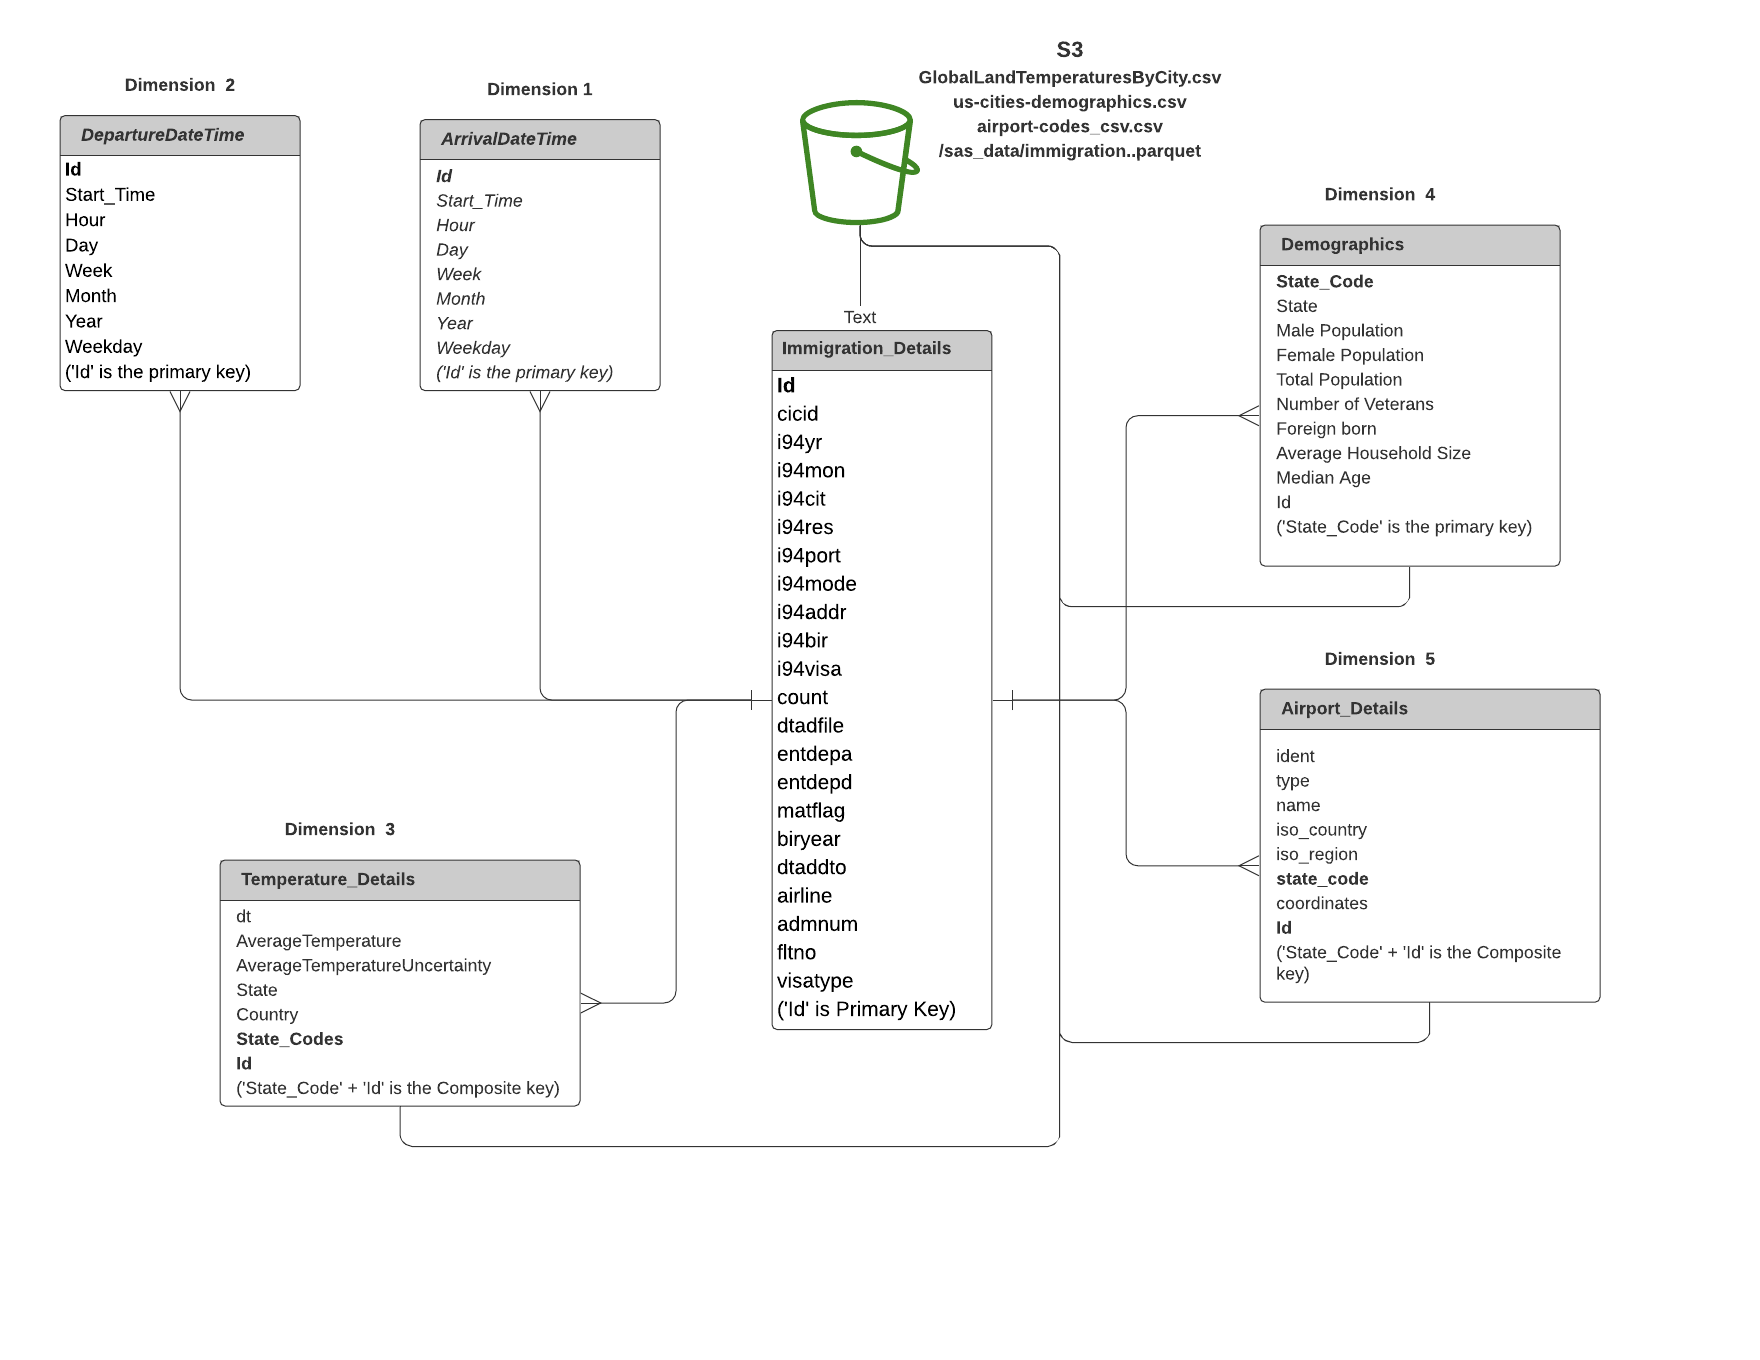 S3
GlobalLandTemperaturesByCity.csv
us-cities-demographics.csv
airport-codes_csv.csv
/sas_data/immigration..parquet
Dimension 2
DepartureDateTime
Id
Start_Time
Hour
Day
Week
Month
Year
Weekday
('Id' is the primary key)
Dimension 1
ArrivalDateTime
Id
Start_Time
Hour
Day
Week
Month
Year
Weekday
('Id' is the primary key)
Text
Immigration_Details
Id
cicid
i94yr
i94mon
i94cit
i94res
i94port
i94mode
i94addr
i94bir
i94visa
count
dtadfile
entdepa
entdepd
matflag
biryear
dtaddto
airline
admnum
fltno
visatype
('Id' is Primary Key)
Dimension 4
Demographics
State_Code
State
Male Population
Female Population
Total Population
Number of Veterans
Foreign born
Average Household Size
Median Age
Id
('State_Code' is the primary key)
Dimension 5
Airport_Details
ident
type
name
iso_country
iso_region
state_code
coordinates
Id
('State_Code' + 'Id' is the Composite
key)
Dimension 3
Temperature_Details
dt
AverageTemperature
AverageTemperatureUncertainty
State
Country
State_Codes
Id
('State_Code' + 'Id' is the Composite key)